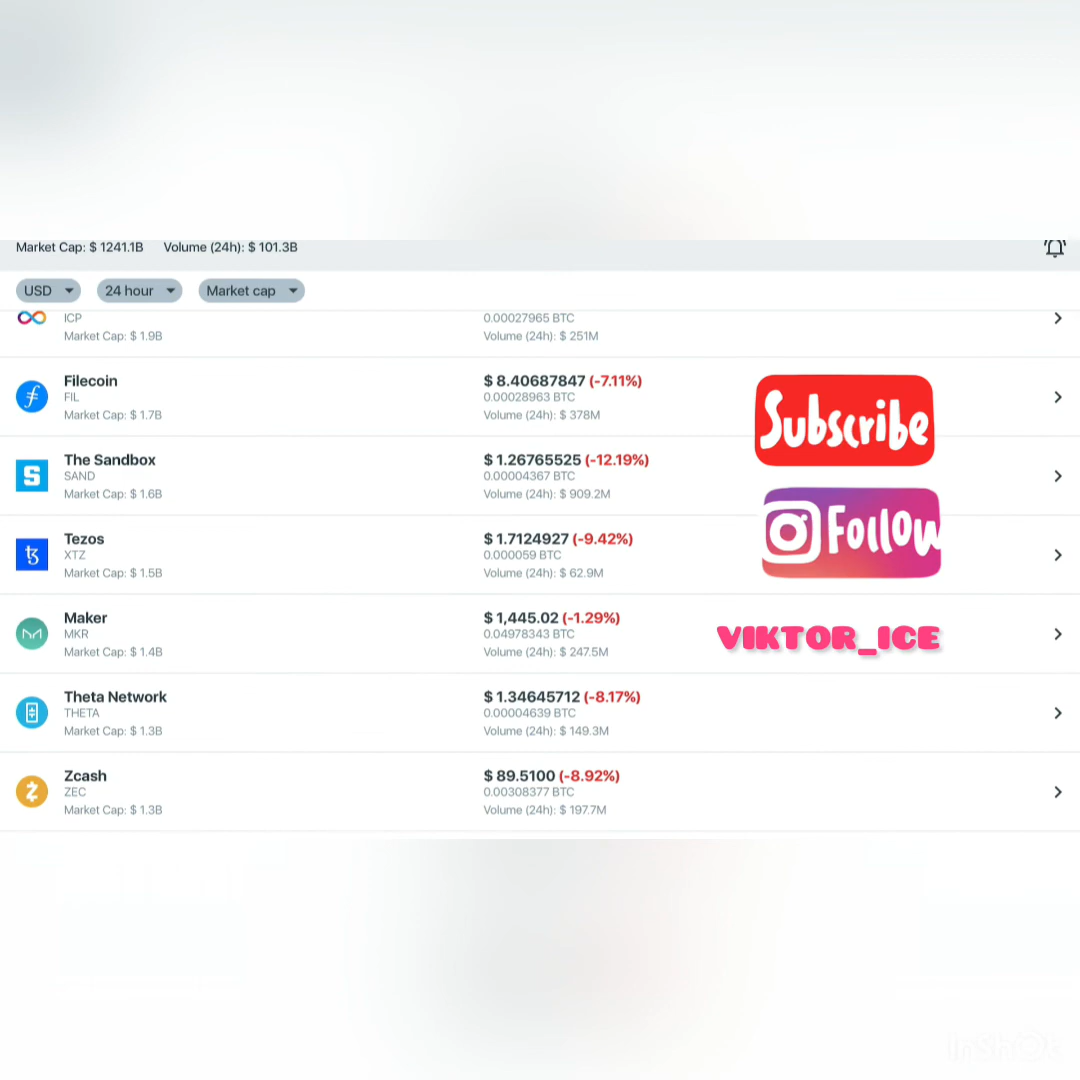 Market Cap: $ 1241.1B Volume (24h): $ 101.3B
USD 24 hour Market cap
ICP 0.00027965 BTC
Market Cap: $ 1.9B Volume (24h): $ 251M
Filecoin $ 8.40687847 (-7.11%)
FIL 0.00028963 BTC
Market Cap: $ 1.7B Volume (24h): $ 378M
Subscribe
The Sandbox $ 1.26765525 (-12.19%)
SAND 0.00004367 BTC
Market Cap: $ 1.6B Volume (24h): $ 909.2M
Follow
Tezos $ 1.7124927 (-9.42%)
XTZ 0.000059 BTC
Market Cap: $ 1.5B Volume (24h): $ 62.9M
Maker $ 1,445.02 (-1.29%)
MKR 0.04978343 BTC
Market Cap: $ 1.4B Volume (24h): $ 247.5M
VIKTOR_ICE
Theta Network $ 1.34645712 (-8.17%)
THETA 0.00004639 BTC
Market Cap: $ 1.3B Volume (24h): $ 149.3M
Zcash $ 89.5100 (-8.92%)
ZEC 0.00308377 BTC
Market Cap: $ 1.3B Volume (24h): $ 197.7M
InShOt